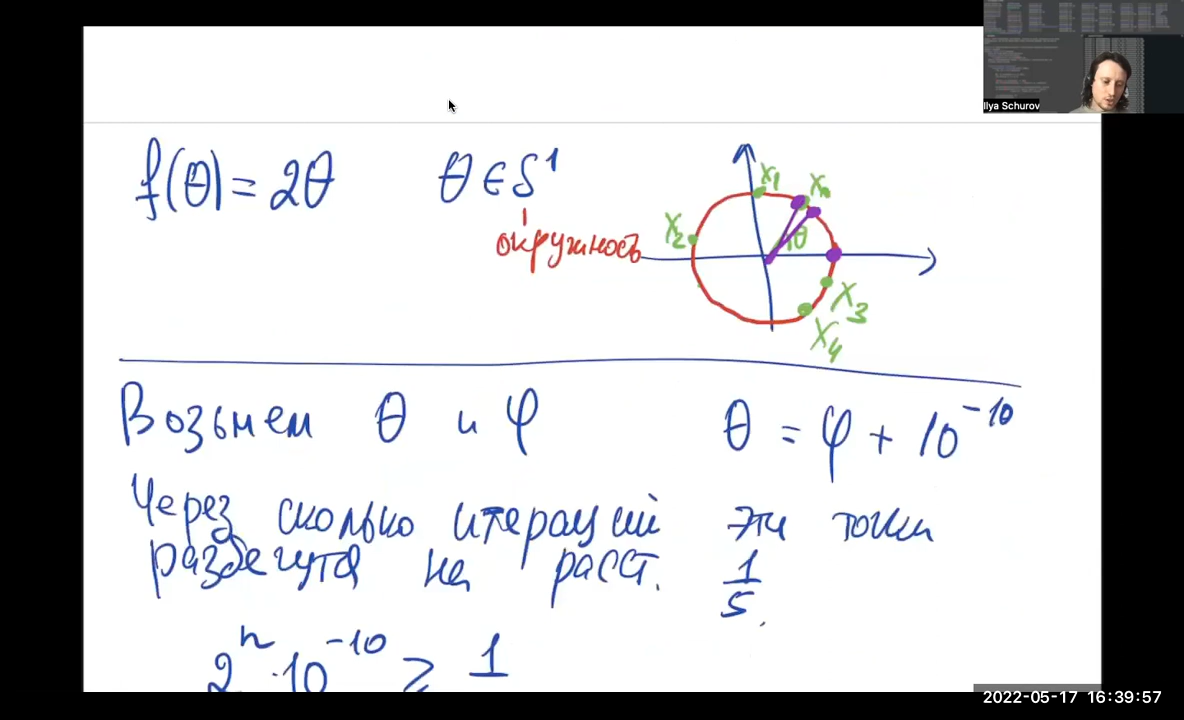 Ilya Schurov
f(θ) = 2θ θ ∈ S¹
окружность
x₁ x₀
x₂ θ
x₃
x₄
Возьмем θ и φ θ = φ + 10⁻¹⁰
Через сколько итераций эти точки
разбегутся на расст. 1/5.
2ⁿ · 10⁻¹⁰ ≥ 1
2022-05-17 16:39:57